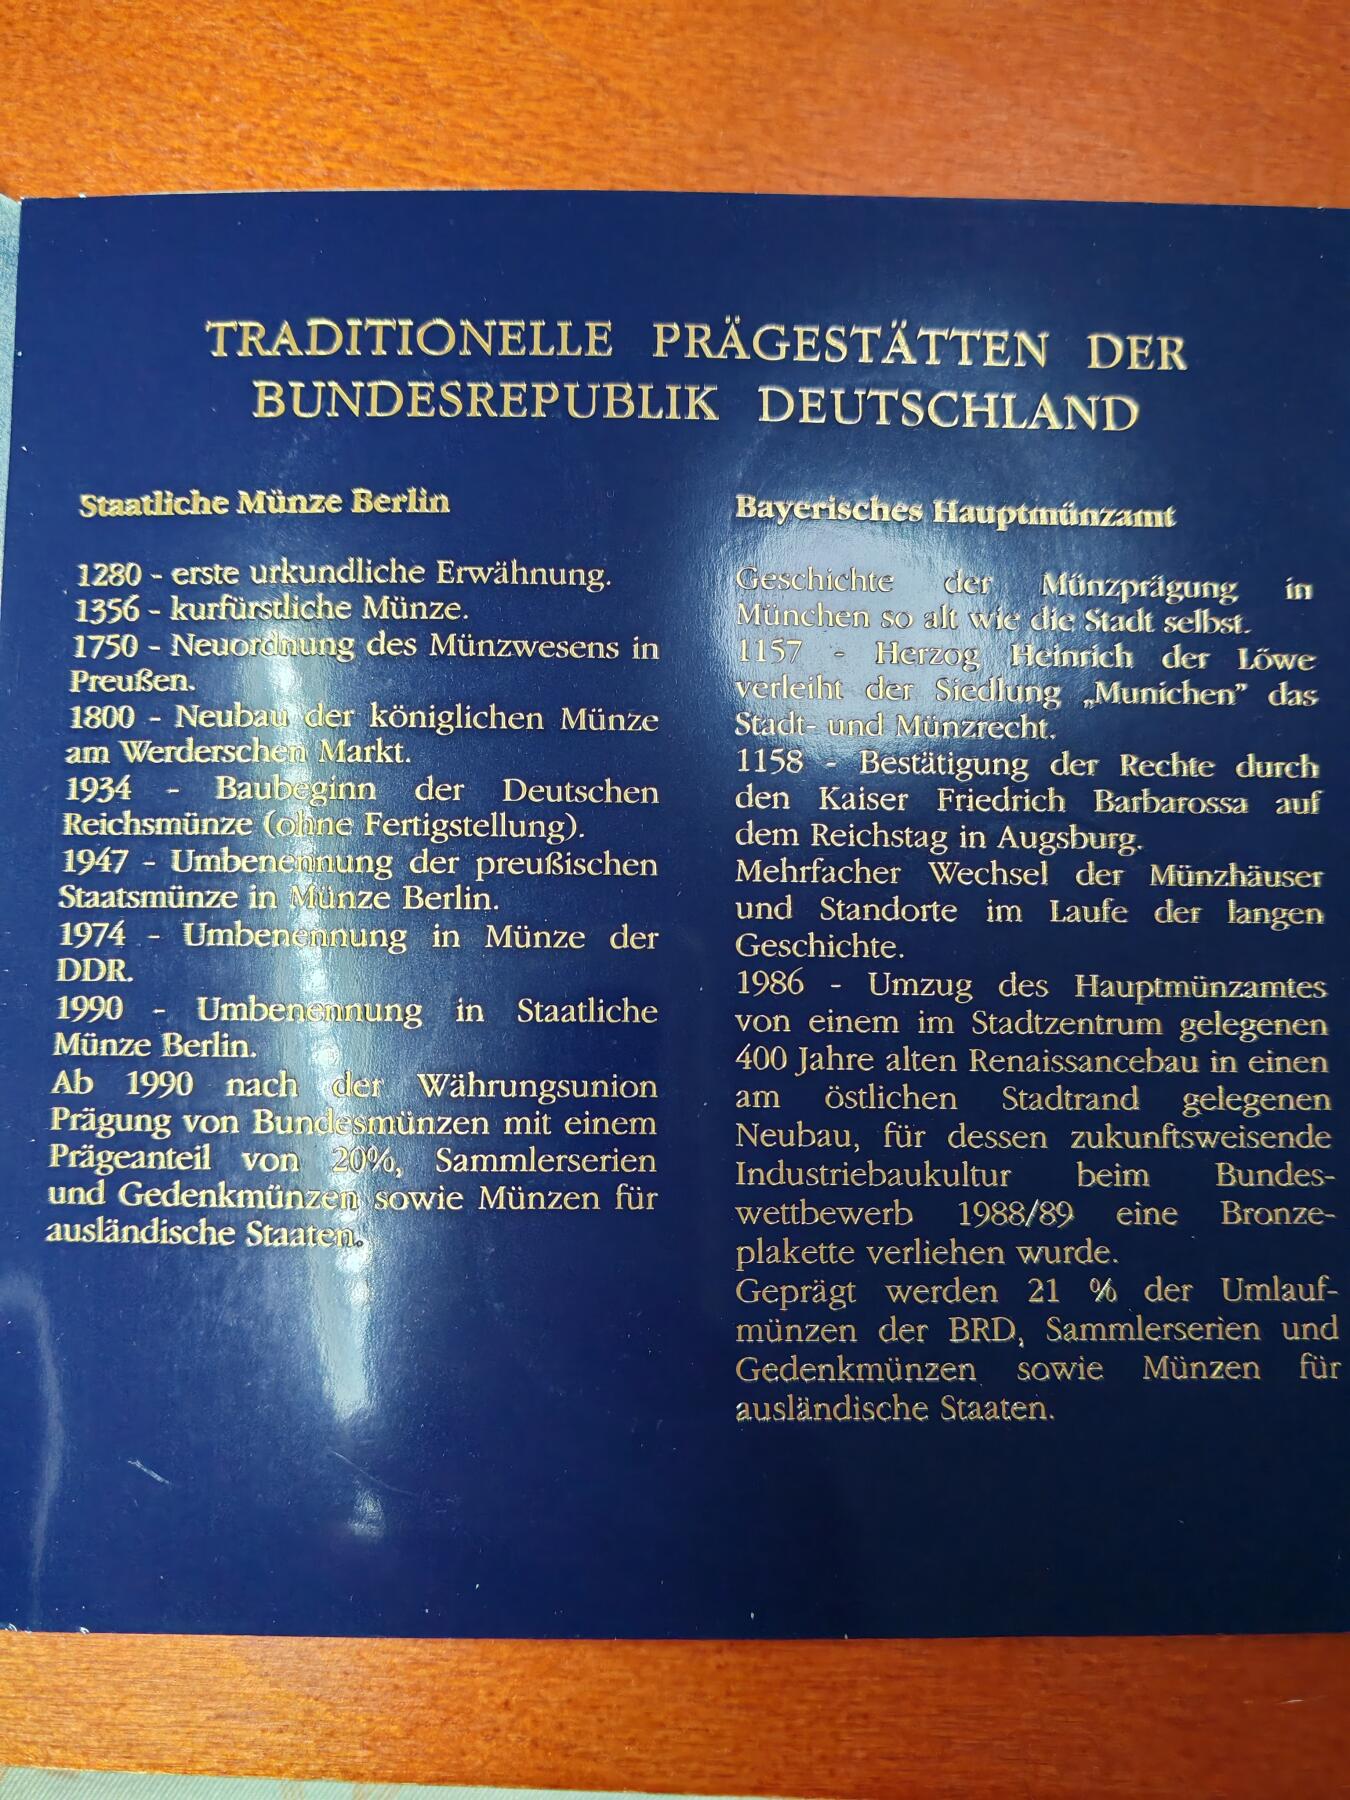 TRADITIONELLE PRÄGESTÄTTEN DER
BUNDESREPUBLIK DEUTSCHLAND
Staatliche Münze Berlin
1280 - erste urkundliche Erwähnung.
1356 - kurfürstliche Münze.
1750 - Neuordnung des Münzwesens in
Preußen.
1800 - Neubau der königlichen Münze
am Werderschen Markt.
1934 - Baubeginn der Deutschen
Reichsmünze (ohne Fertigstellung).
1947 - Umbenennung der preußischen
Staatsmünze in Münze Berlin.
1974 - Umbenennung in Münze der
DDR.
1990 - Umbenennung in Staatliche
Münze Berlin.
Ab 1990 nach der Währungsunion
Prägung von Bundesmünzen mit einem
Prägeanteil von 20%, Sammlerserien
und Gedenkmünzen sowie Münzen für
ausländische Staaten.
Bayerisches Hauptmünzamt
Geschichte der Münzprägung in
München so alt wie die Stadt selbst.
1157 - Herzog Heinrich der Löwe
verleiht der Siedlung „Munichen” das
Stadt- und Münzrecht.
1158 - Bestätigung der Rechte durch
den Kaiser Friedrich Barbarossa auf
dem Reichstag in Augsburg.
Mehrfacher Wechsel der Münzhäuser
und Standorte im Laufe der langen
Geschichte.
1986 - Umzug des Hauptmünzamtes
von einem im Stadtzentrum gelegenen
400 Jahre alten Renaissancebau in einen
am östlichen Stadtrand gelegenen
Neubau, für dessen zukunftsweisende
Industriebaukultur beim Bundes-
wettbewerb 1988/89 eine Bronze-
plakette verliehen wurde.
Geprägt werden 21 % der Umlauf-
münzen der BRD, Sammlerserien und
Gedenkmünzen sowie Münzen für
ausländische Staaten.